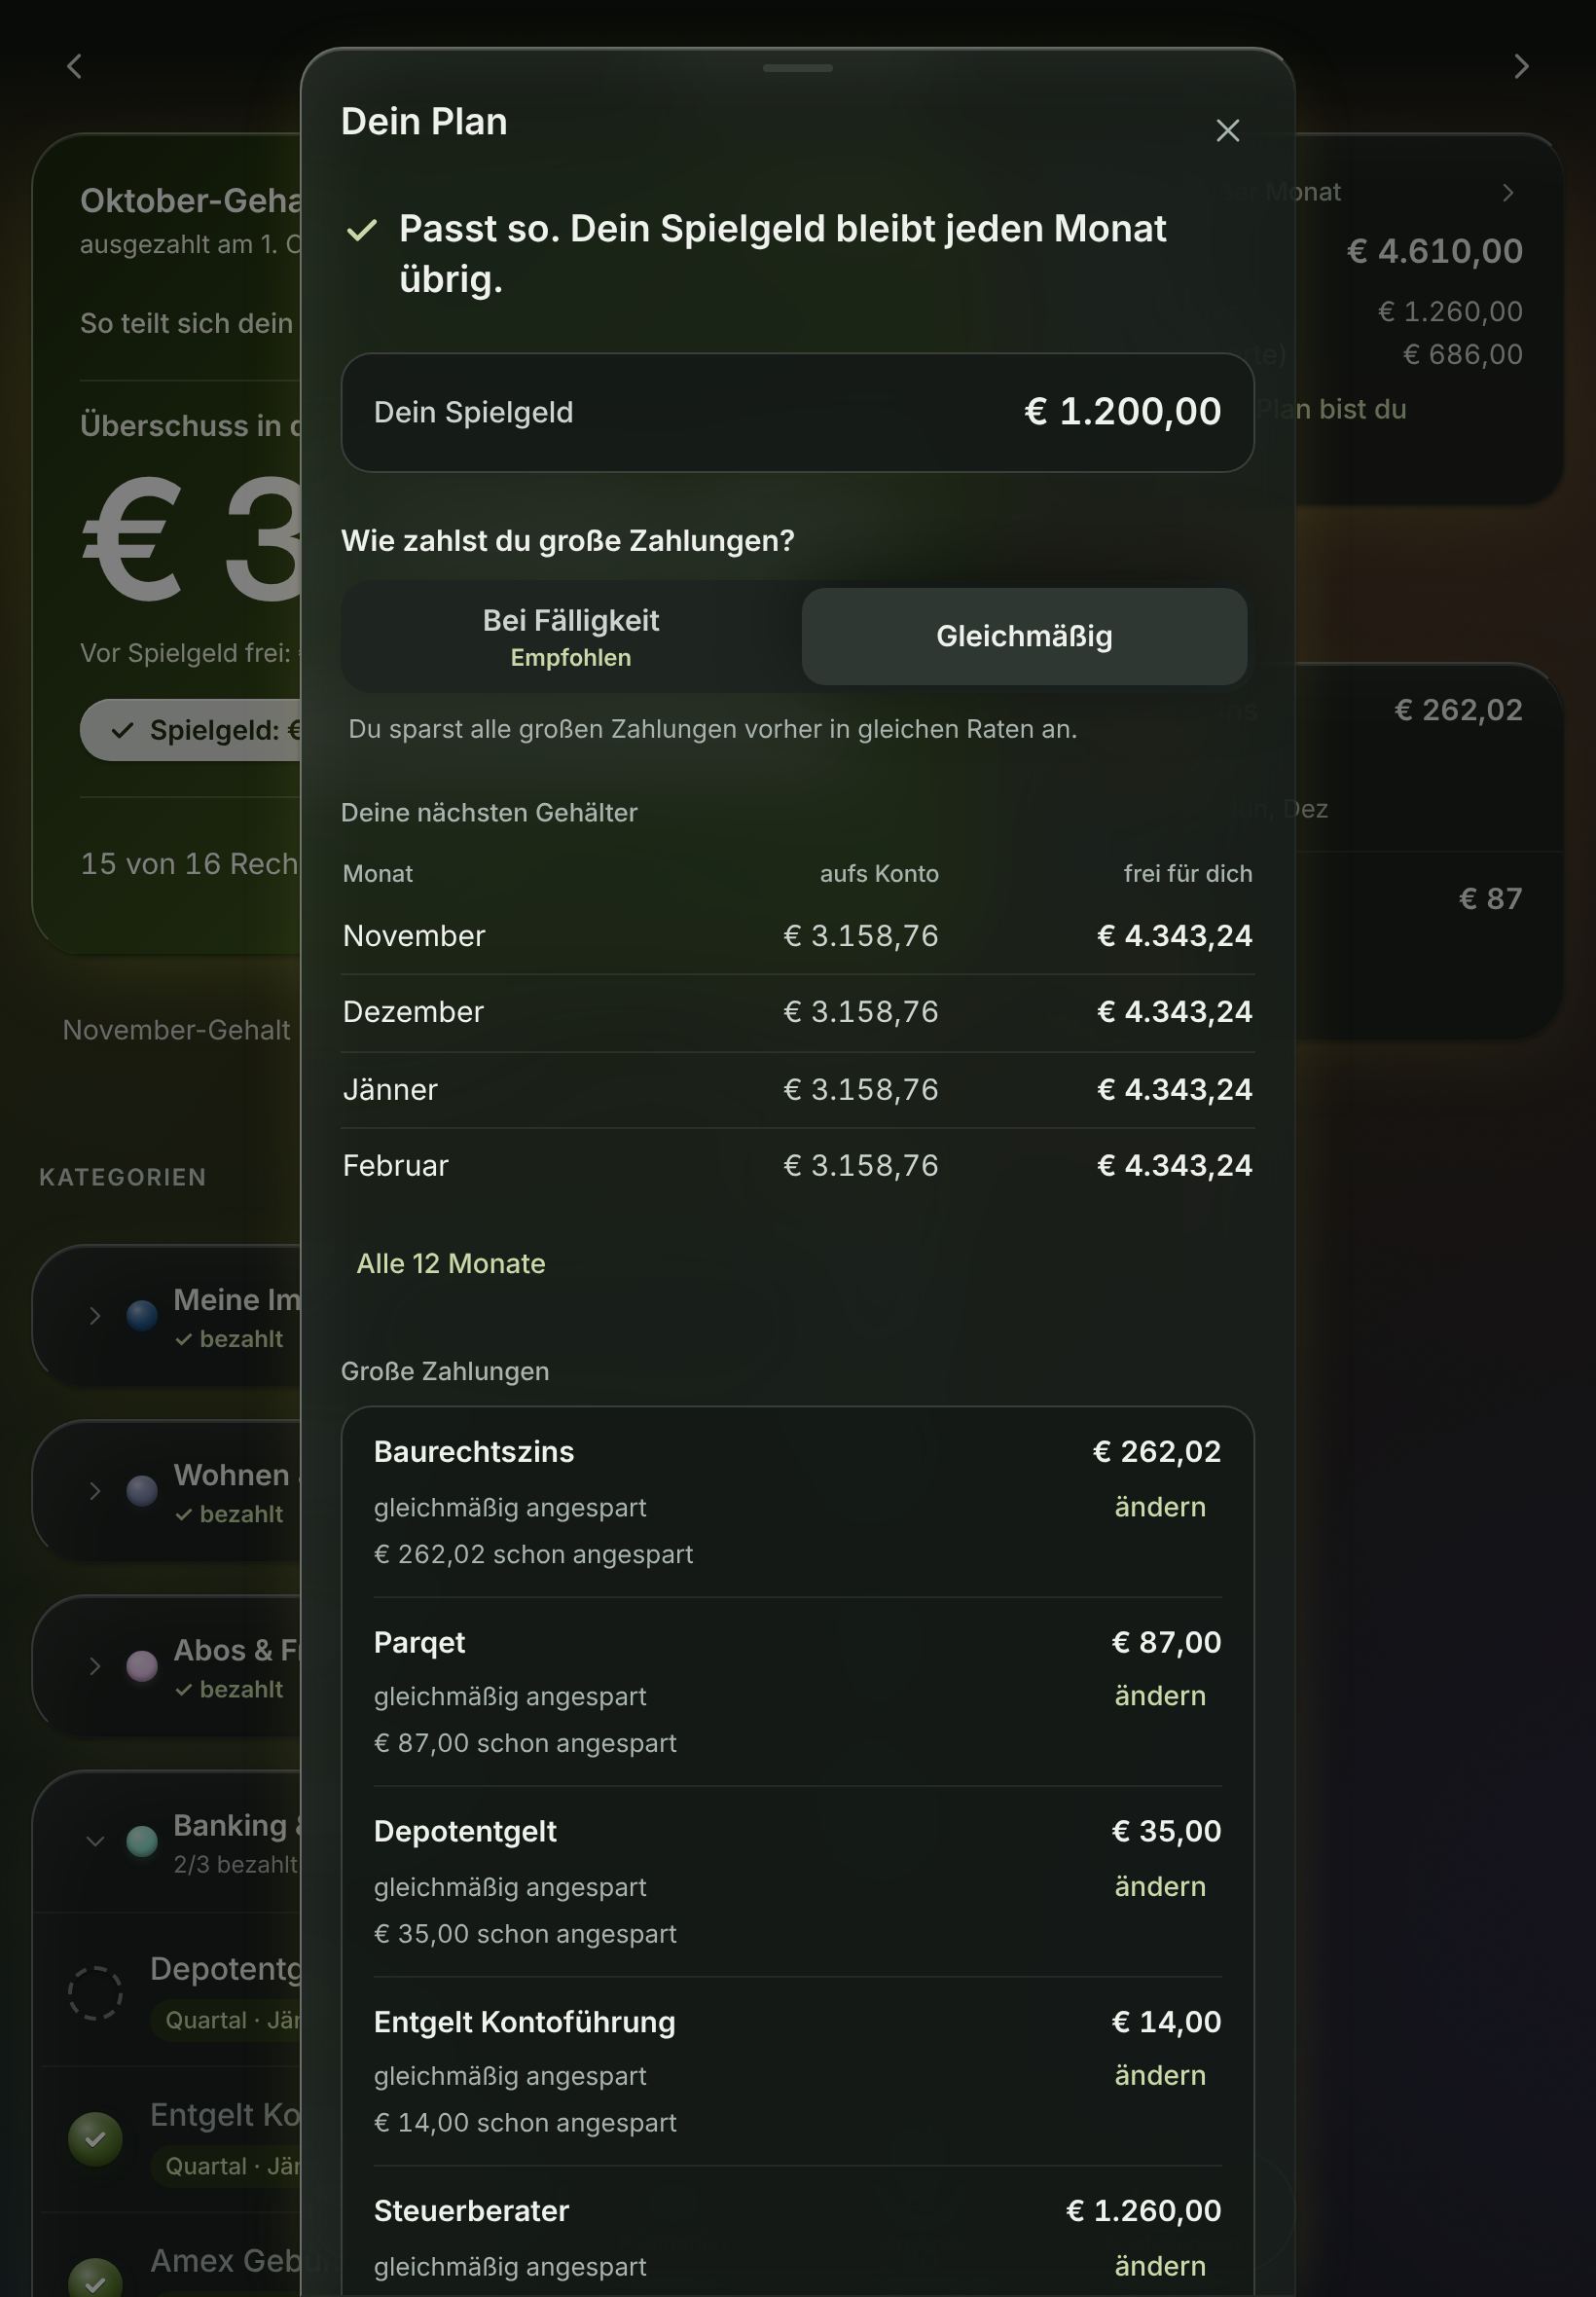 Dein Plan
Passt so. Dein Spielgeld bleibt jeden Monat
übrig.
Dein Spielgeld € 1.200,00
Wie zahlst du große Zahlungen?
Bei Fälligkeit
Empfohlen
Gleichmäßig
Du sparst alle großen Zahlungen vorher in gleichen Raten an.
Deine nächsten Gehälter
Monat aufs Konto frei für dich
November € 3.158,76 € 4.343,24
Dezember € 3.158,76 € 4.343,24
Jänner € 3.158,76 € 4.343,24
Februar € 3.158,76 € 4.343,24
Alle 12 Monate
Große Zahlungen
Baurechtszins € 262,02
gleichmäßig angespart ändern
€ 262,02 schon angespart
Parqet € 87,00
gleichmäßig angespart ändern
€ 87,00 schon angespart
Depotentgelt € 35,00
gleichmäßig angespart ändern
€ 35,00 schon angespart
Entgelt Kontoführung € 14,00
gleichmäßig angespart ändern
€ 14,00 schon angespart
Steuerberater € 1.260,00
gleichmäßig angespart ändern
Oktober-Geha
ausgezahlt am 1.
So teilt sich dein
Überschuss in
€ 3
Vor Spielgeld frei:
Spielgeld: €
15 von 16 Rech
November-Gehalt
KATEGORIEN
Meine Im
bezahlt
Wohnen
bezahlt
Abos & F
bezahlt
Banking &
2/3 bezahlt
Depotentg
Quartal · Jän
Entgelt Ko
Quartal · Jän
Amex Geb
Monat
€ 4.610,00
€ 1.260,00
€ 686,00
Plan bist du
€ 262,02
Dez
€ 87